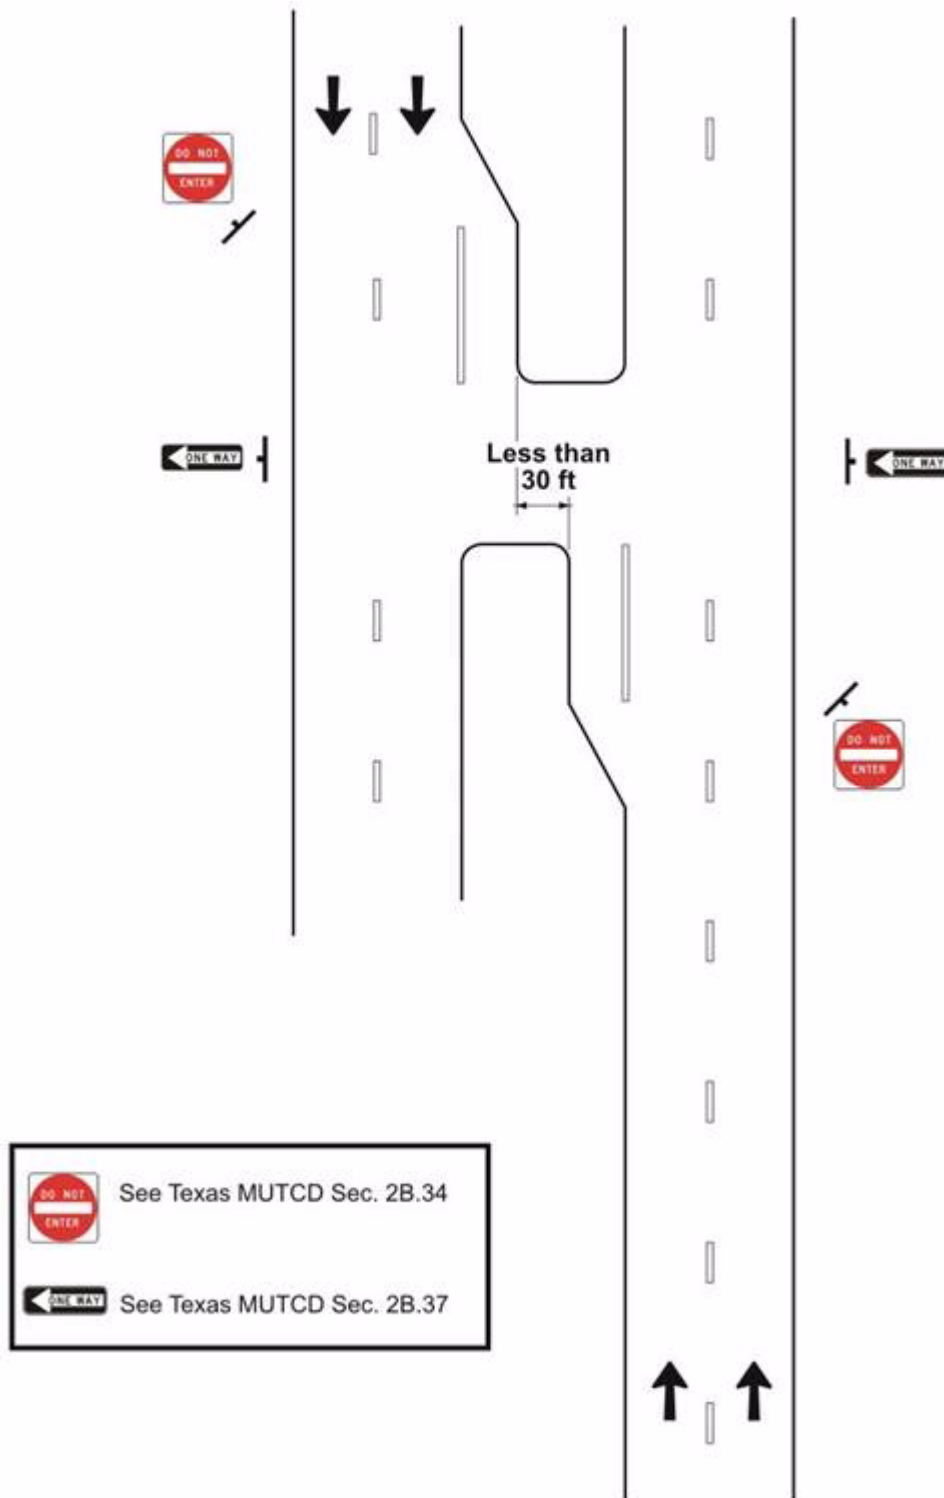 DO NOT
ENTER
ONE WAY
Less than
30 ft
ONE WAY
DO NOT
ENTER
DO NOT
ENTER
See Texas MUTCD Sec. 2B.34
ONE WAY
See Texas MUTCD Sec. 2B.37